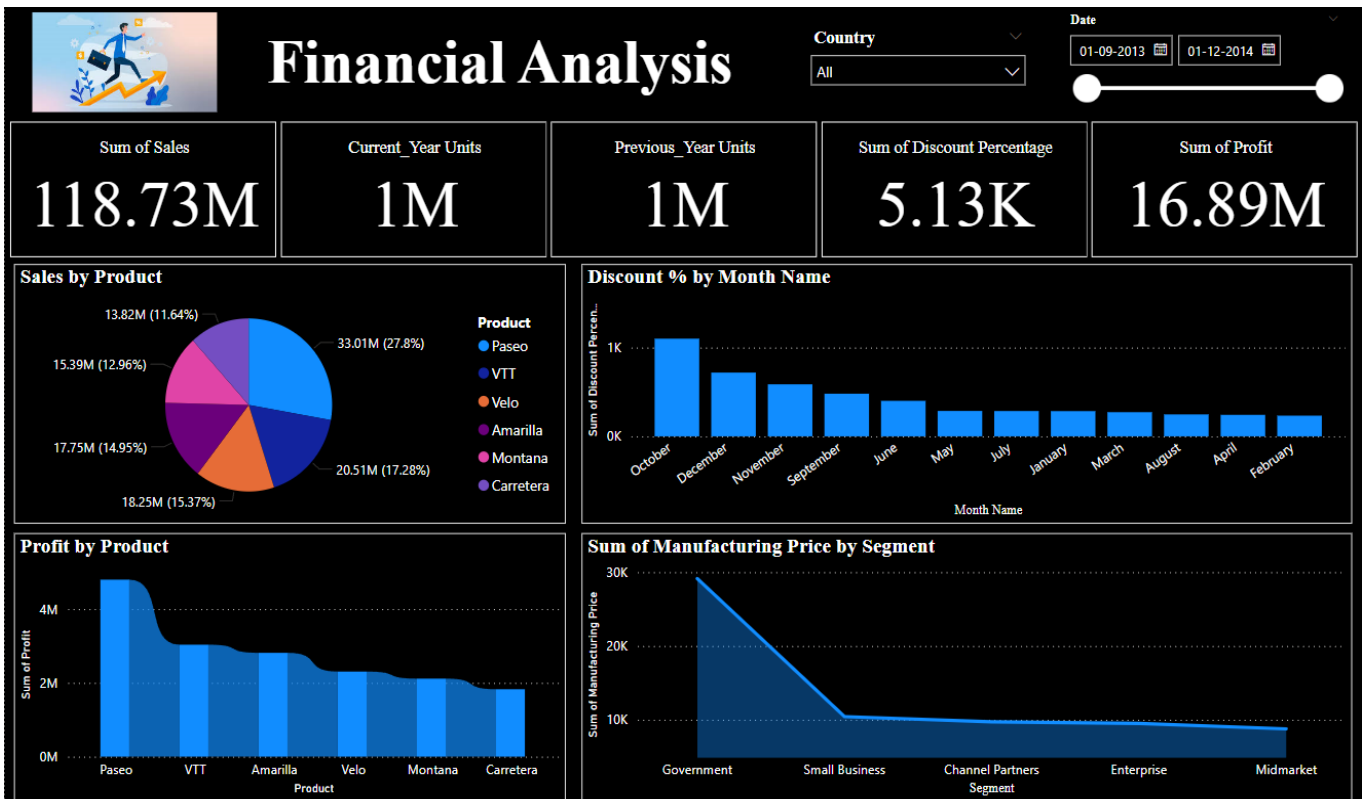 Financial Analysis
Country
All
Date
01-09-2013
01-12-2014
Sum of Sales
118.73M
Current_Year Units
1M
Previous_Year Units
1M
Sum of Discount Percentage
5.13K
Sum of Profit
16.89M
Sales by Product
13.82M (11.64%)
15.39M (12.96%)
17.75M (14.95%)
18.25M (15.37%)
33.01M (27.8%)
20.51M (17.28%)
Product
Paseo
VTT
Velo
Amarilla
Montana
Carretera
Discount % by Month Name
Sum of Discount Percen...
1K
0K
October
December
November
September
June
May
July
January
March
August
April
February
Month Name
Profit by Product
Sum of Profit
4M
2M
0M
Paseo
VTT
Amarilla
Velo
Montana
Carretera
Product
Sum of Manufacturing Price by Segment
Sum of Manufacturing Price
30K
20K
10K
Government
Small Business
Channel Partners
Enterprise
Midmarket
Segment